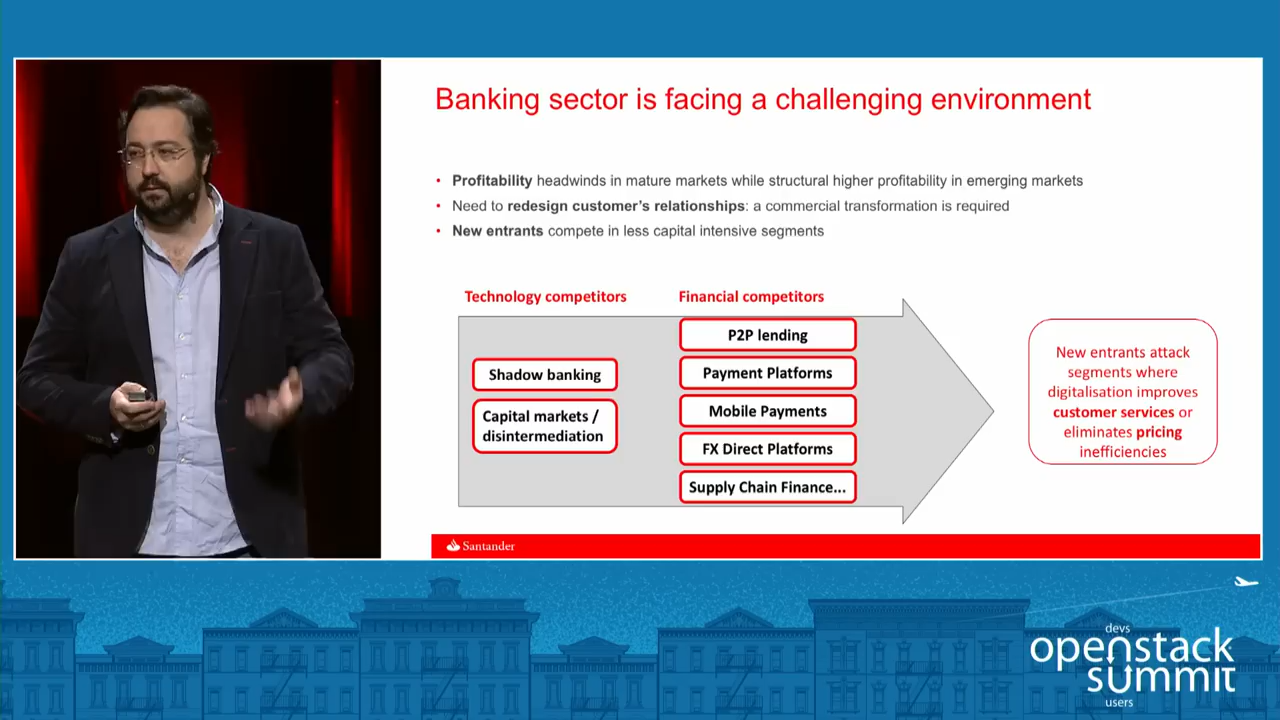 Banking sector is facing a challenging environment
• Profitability headwinds in mature markets while structural higher profitability in emerging markets
• Need to redesign customer's relationships: a commercial transformation is required
• New entrants compete in less capital intensive segments
Technology competitors
Shadow banking
Capital markets /
disintermediation
Financial competitors
P2P lending
Payment Platforms
Mobile Payments
FX Direct Platforms
Supply Chain Finance...
New entrants attack
segments where
digitalisation improves
customer services or
eliminates pricing
inefficiencies
Santander
devs
openstack
summit
users